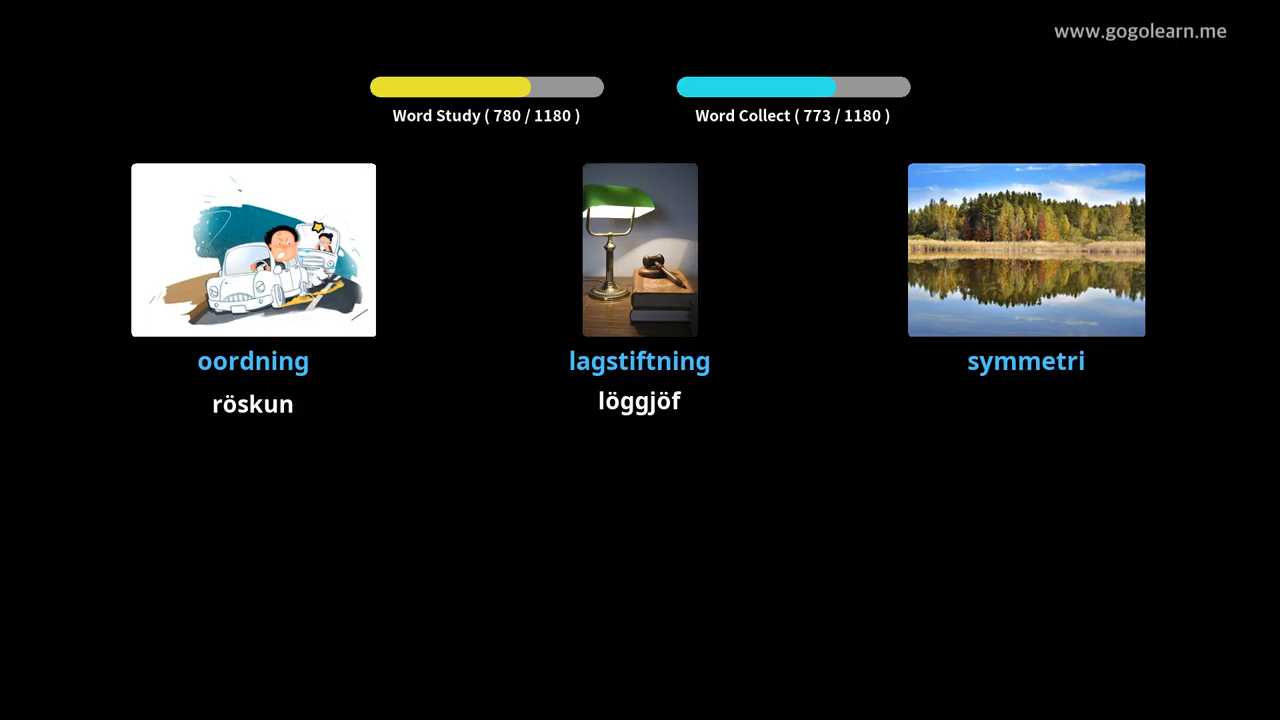 www.gogolearn.me
Word Study ( 780 / 1180 )
Word Collect ( 773 / 1180 )
oordning
lagstiftning
symmetri
röskun
löggjöf